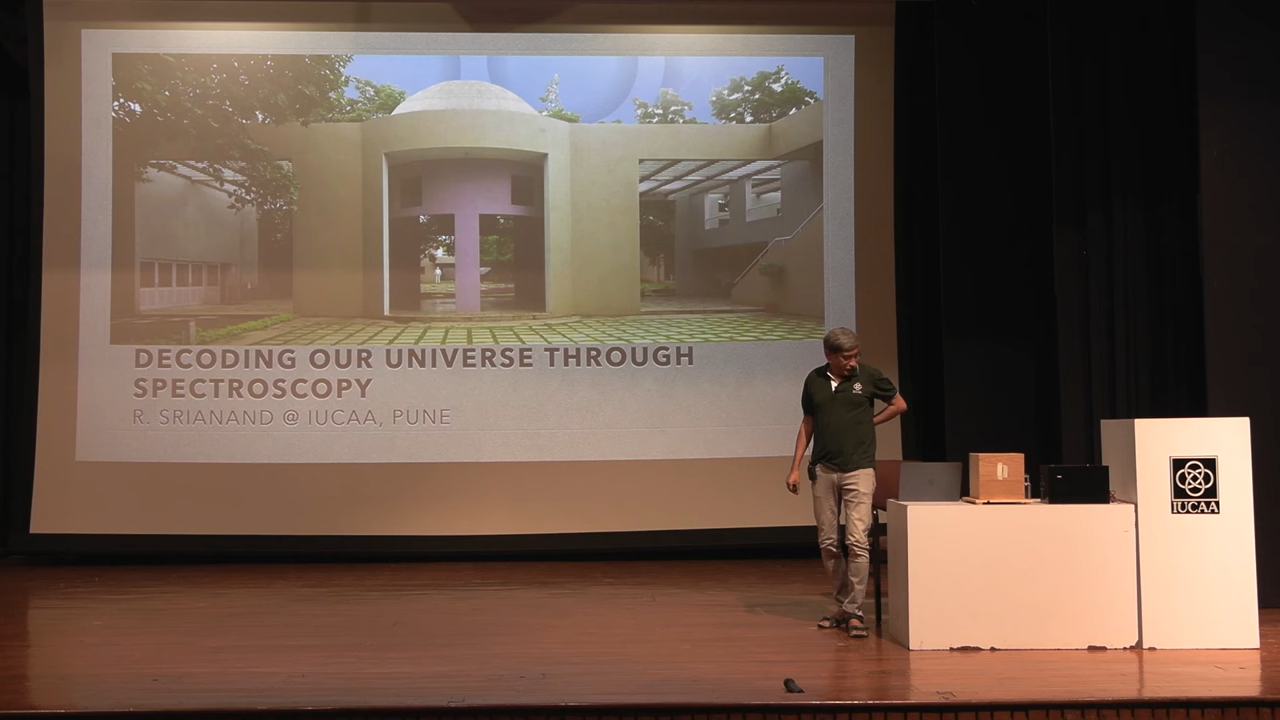 DECODING OUR UNIVERSE THROUGH
SPECTROSCOPY
R. SRIANAND @ IUCAA, PUNE
IUCAA